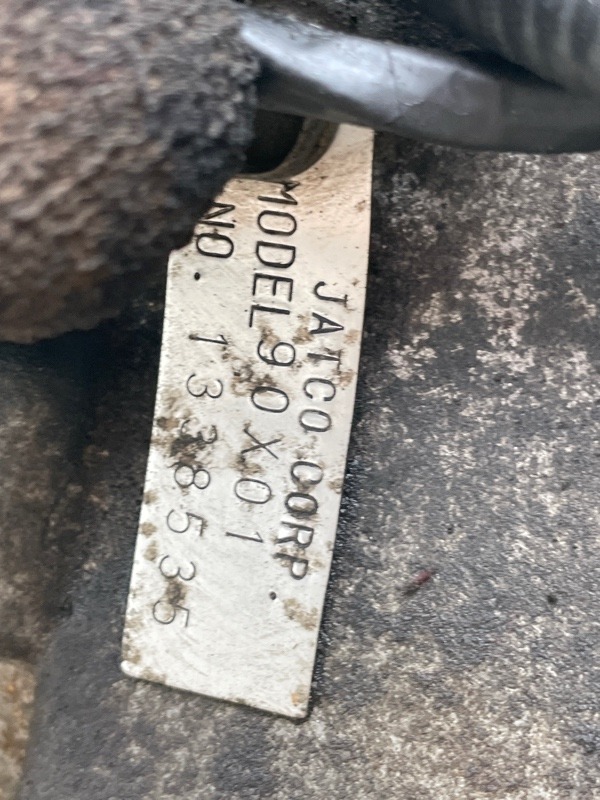 JATCO CORP.
MODEL 90X01
NO. 1338535